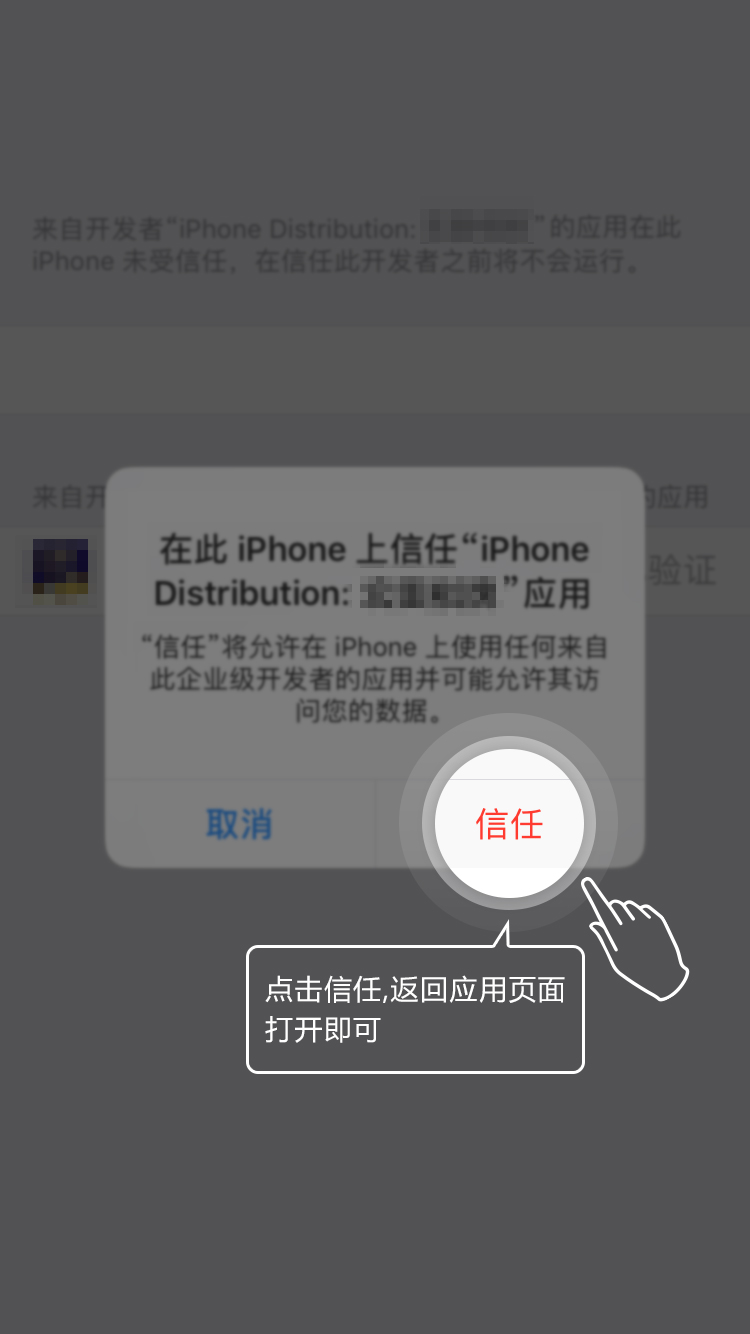 来自开发者“iPhone Distribution: ”的应用在此
iPhone 未受信任，在信任此开发者之前将不会运行。
来自开
的应用
验证
在此 iPhone 上信任“iPhone
Distribution: ”应用
“信任”将允许在 iPhone 上使用任何来自
此企业级开发者的应用并可能允许其访
问您的数据。
取消
信任
点击信任,返回应用页面
打开即可